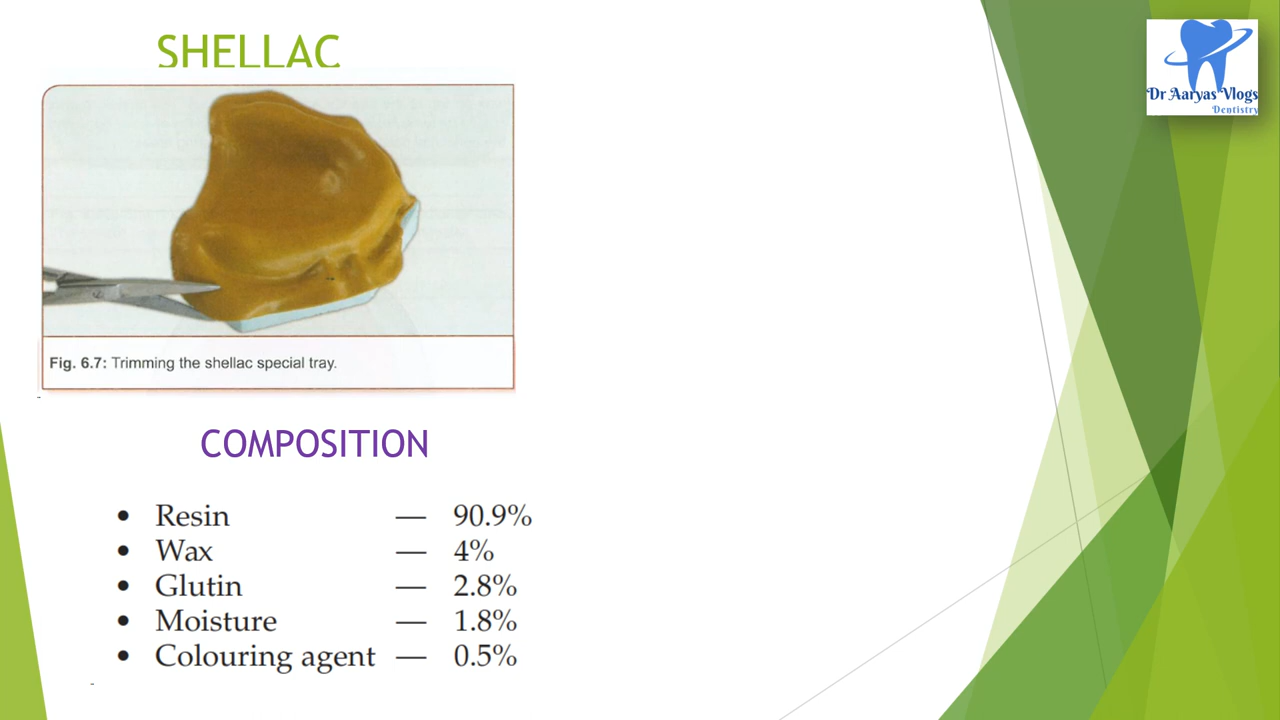 SHELLAC
Dr Aaryas Vlogs
Dentistry
Fig. 6.7: Trimming the shellac special tray.
COMPOSITION
• Resin — 90.9%
• Wax — 4%
• Glutin — 2.8%
• Moisture — 1.8%
• Colouring agent — 0.5%